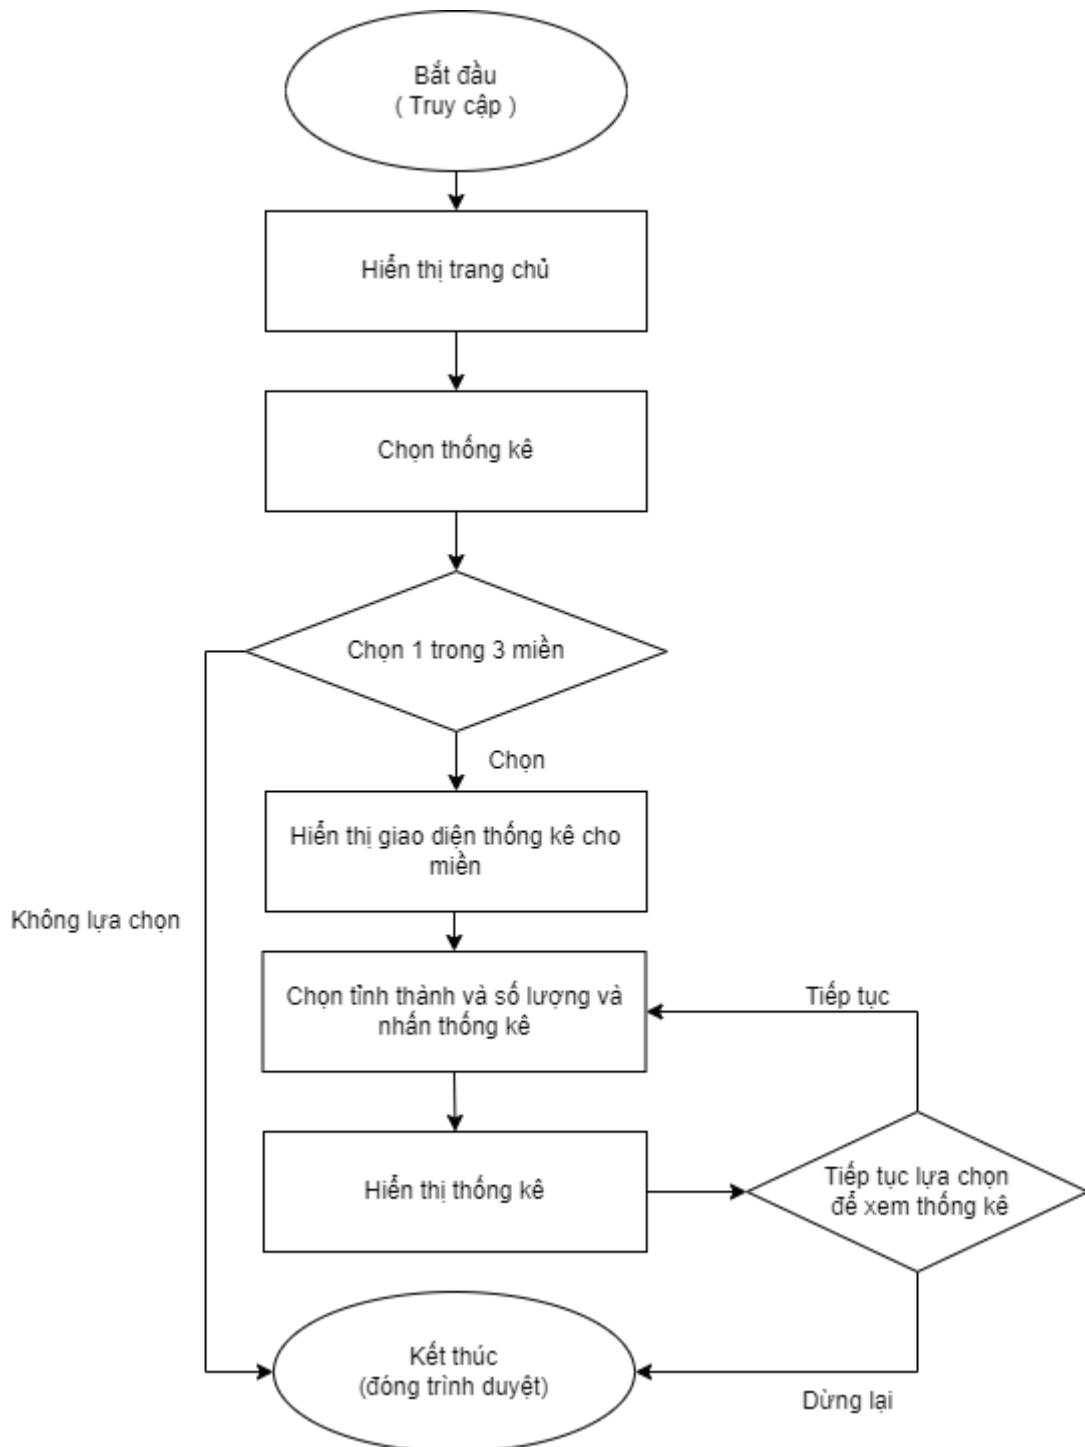 Bắt đầu
( Truy cập )
Hiển thị trang chủ
Chọn thống kê
Chọn 1 trong 3 miền
Chọn
Hiển thị giao diện thống kê cho
miền
Không lựa chọn
Chọn tỉnh thành và số lượng và
nhấn thống kê
Tiếp tục
Hiển thị thống kê
Tiếp tục lựa chọn
để xem thống kê
Kết thúc
(đóng trình duyệt)
Dừng lại